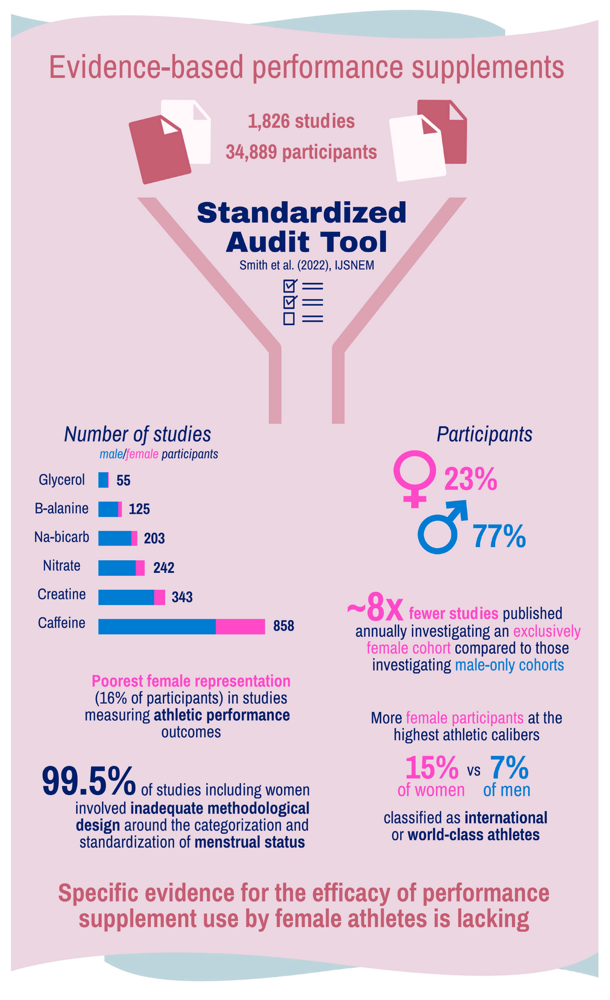 Evidence-based performance supplements
1,826 studies
34,889 participants
Standardized
Audit Tool
Smith et al. (2022), IJSNEM
Number of studies
male/female participants
Glycerol 55
B-alanine 125
Na-bicarb 203
Nitrate 242
Creatine 343
Caffeine 858
Poorest female representation
(16% of participants) in studies
measuring athletic performance
outcomes
99.5% of studies including women
involved inadequate methodological
design around the categorization and
standardization of menstrual status
Participants
23%
77%
~8x fewer studies published
annually investigating an exclusively
female cohort compared to those
investigating male-only cohorts
More female participants at the
highest athletic calibers
15% vs 7%
of women of men
classified as international
or world-class athletes
Specific evidence for the efficacy of performance
supplement use by female athletes is lacking